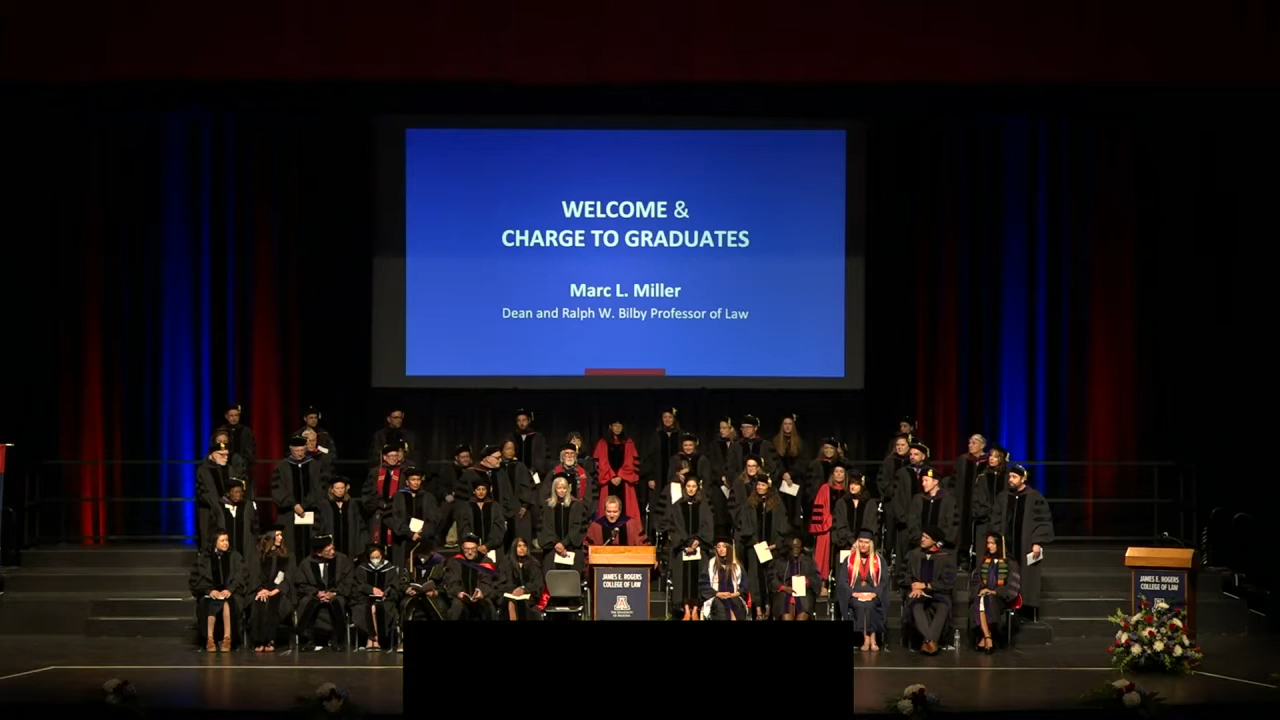 WELCOME &
CHARGE TO GRADUATES
Marc L. Miller
Dean and Ralph W. Bilby Professor of Law
JAMES E. ROGERS
COLLEGE OF LAW
JAMES E. ROGERS
COLLEGE OF LAW